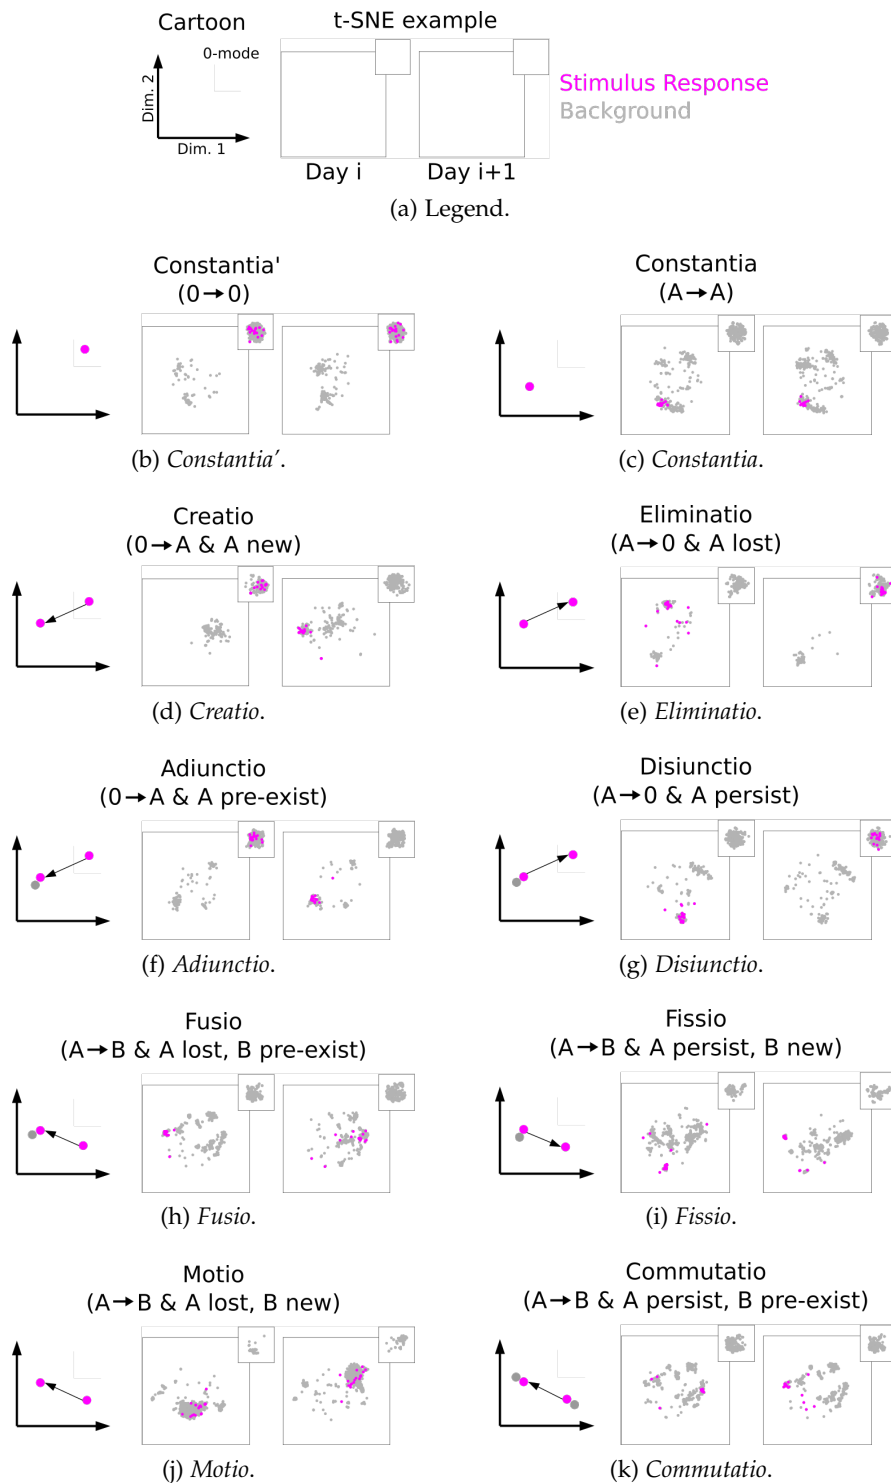 Cartoon
t-SNE example
0-mode
Dim. 2
Dim. 1
Stimulus Response
Background
Day i
Day i+1
(a) Legend.
Constantia'
(0→0)
(b) Constantia'.
Constantia
(A→A)
(c) Constantia.
Creatio
(0→A & A new)
(d) Creatio.
Eliminatio
(A→0 & A lost)
(e) Eliminatio.
Adiunctio
(0→A & A pre-exist)
(f) Adiunctio.
Disiunctio
(A→0 & A persist)
(g) Disiunctio.
Fusio
(A→B & A lost, B pre-exist)
(h) Fusio.
Fissio
(A→B & A persist, B new)
(i) Fissio.
Motio
(A→B & A lost, B new)
(j) Motio.
Commutatio
(A→B & A persist, B pre-exist)
(k) Commutatio.